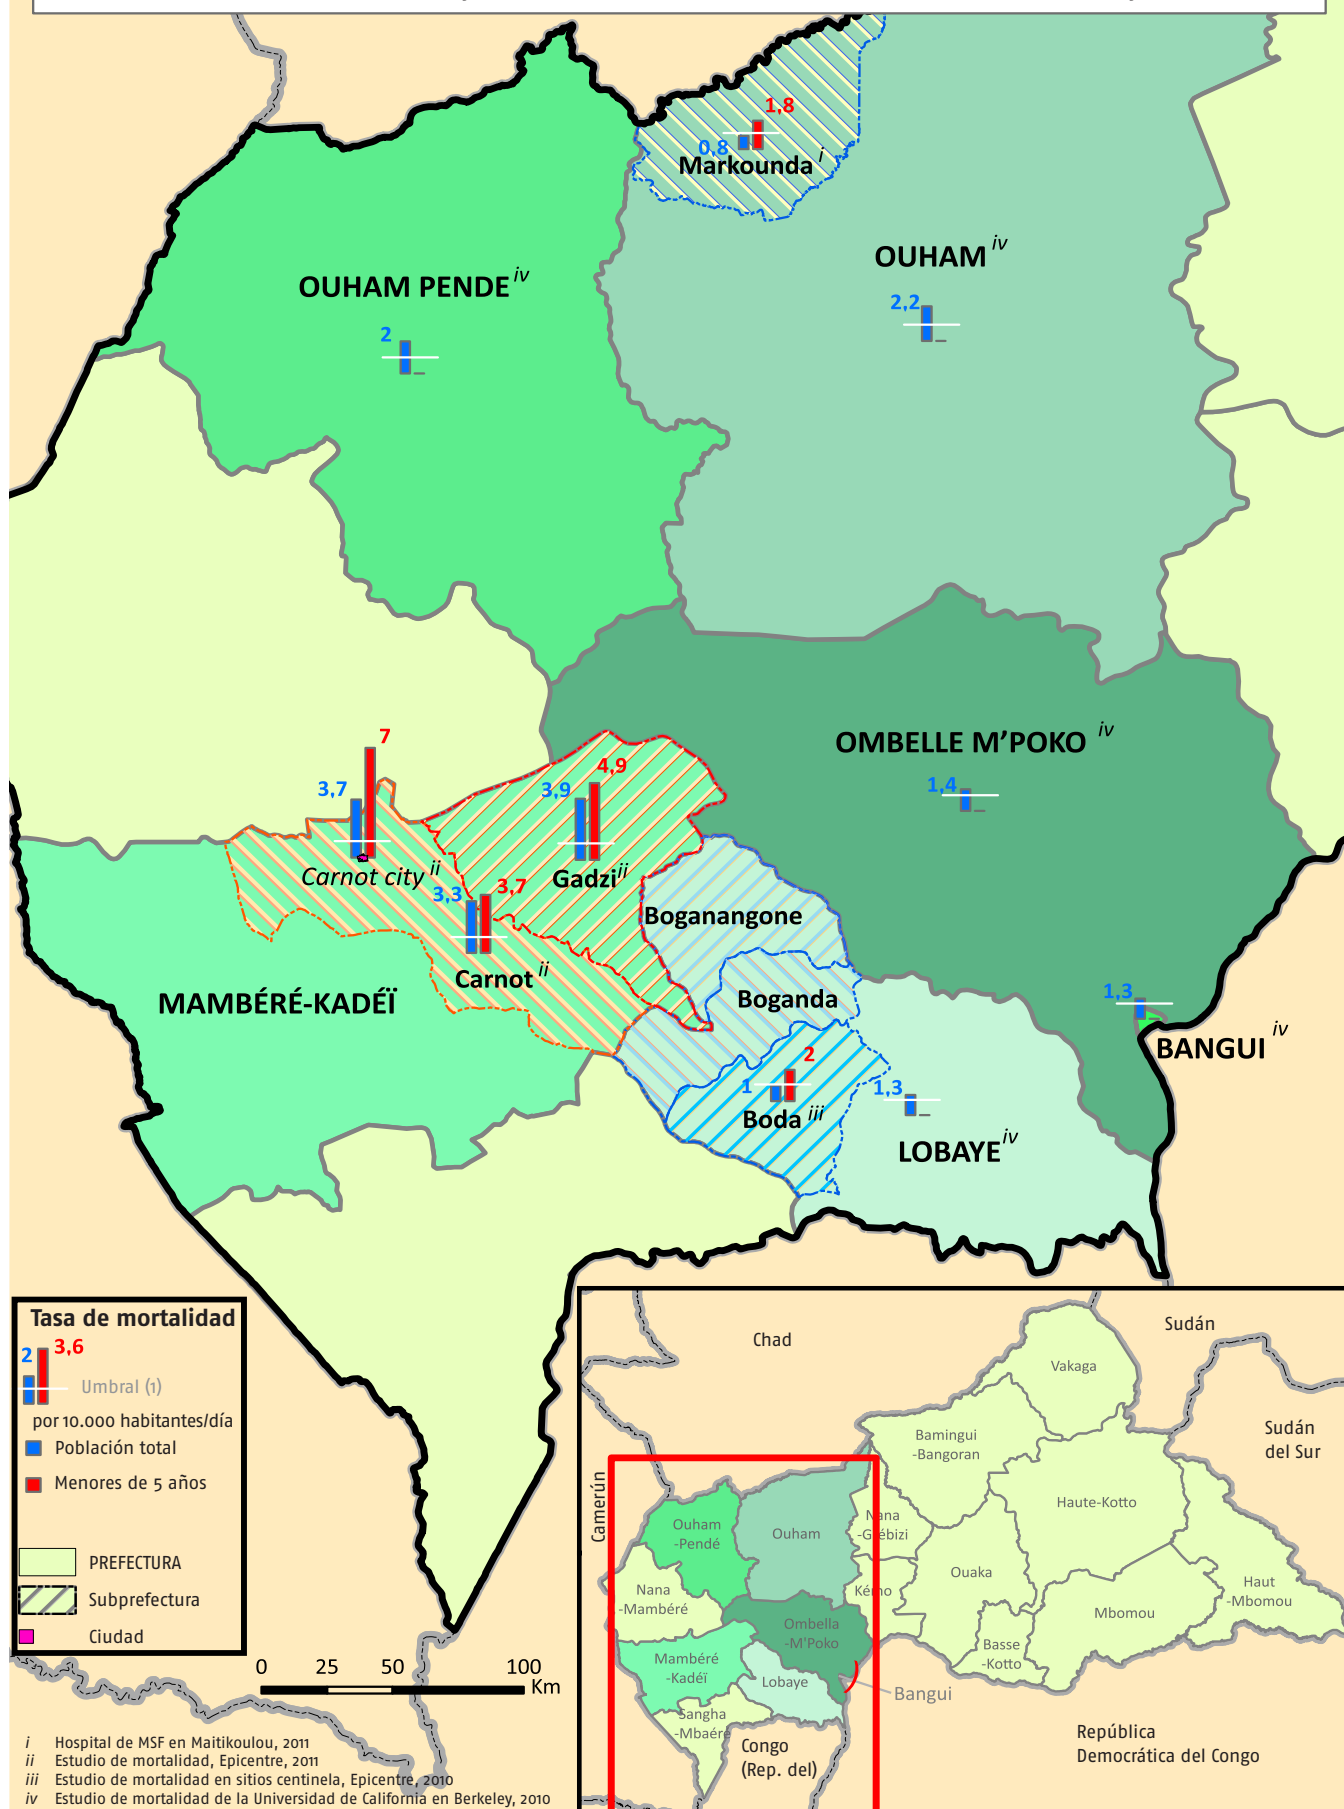 1,8
0,8
Markounda i
OUHAM iv
2,2
OUHAM PENDE iv
2
OMBELLE M'POKO iv
1,4
7
3,7
Carnot city ii
4,9
3,9
Gadzi ii
3,7
3,3
Carnot ii
Boganangone
Boganda
MAMBÉRÉ-KADÉÏ
1,3
BANGUI iv
2
1
Boda iii
1,3
LOBAYE iv
Tasa de mortalidad
3,6
2
Umbral (1)
por 10.000 habitantes/día
Población total
Menores de 5 años
PREFECTURA
Subprefectura
Ciudad
0 25 50 100
Km
i Hospital de MSF en Maitikoulou, 2011
ii Estudio de mortalidad, Epicentre, 2011
iii Estudio de mortalidad en sitios centinela, Epicentre, 2010
iv Estudio de mortalidad de la Universidad de California en Berkeley, 2010
Chad
Sudán
Vakaga
Sudán
del Sur
Bamingui
-Bangoran
Camerún
Haute-Kotto
Nana
-Grébizi
Ouham
-Pendé
Ouham
Ouaka
Kémo
Haut
-Mbomou
Nana
-Mambéré
Mbomou
Ombella
-M'Poko
Basse
-Kotto
Mambéré
-Kadéï
Lobaye
Bangui
Sangha
-Mbaéré
Congo
(Rep. del)
República
Democrática del Congo